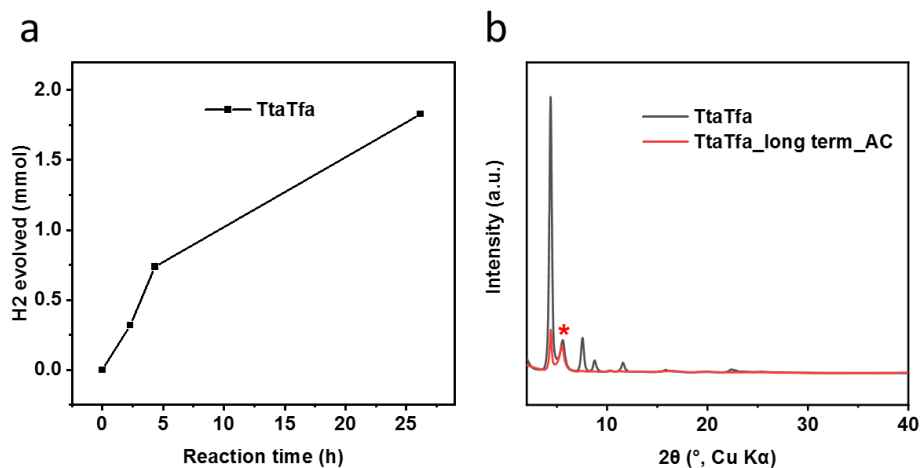 a
H2 evolved (mmol)
2.0
1.5
1.0
0.5
0.0
TtaTfa
0
5
10
15
20
25
Reaction time (h)
b
Intensity (a.u.)
TtaTfa
TtaTfa_long term_AC
*
10
20
30
40
2θ (°, Cu Kα)